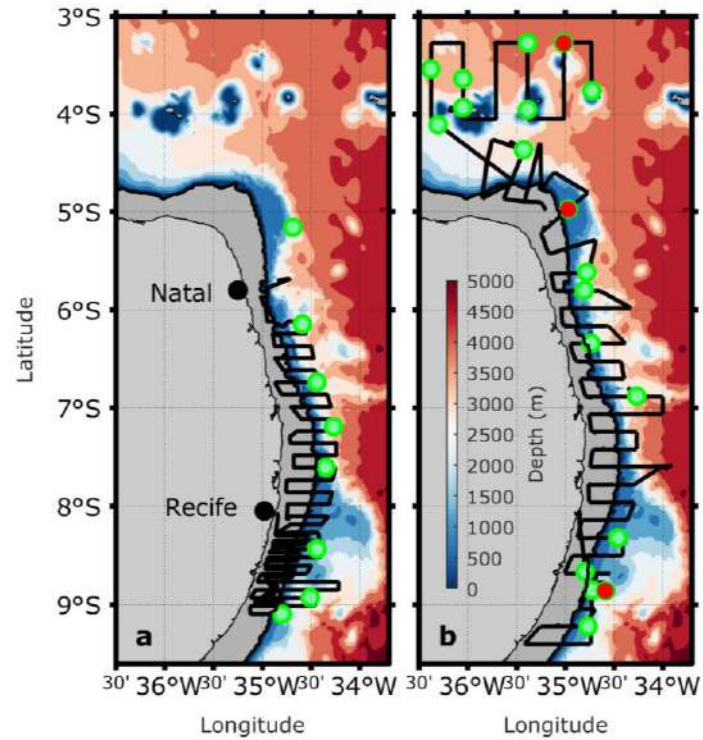 3°S
4°S
5°S
6°S
7°S
8°S
9°S
Latitude
Natal
Recife
a
30' 36°W 30' 35°W 30' 34°W
Longitude
5000
4500
4000
3500
3000
2500
2000
1500
1000
500
0
Depth (m)
b
30' 36°W 30' 35°W 30' 34°W
Longitude